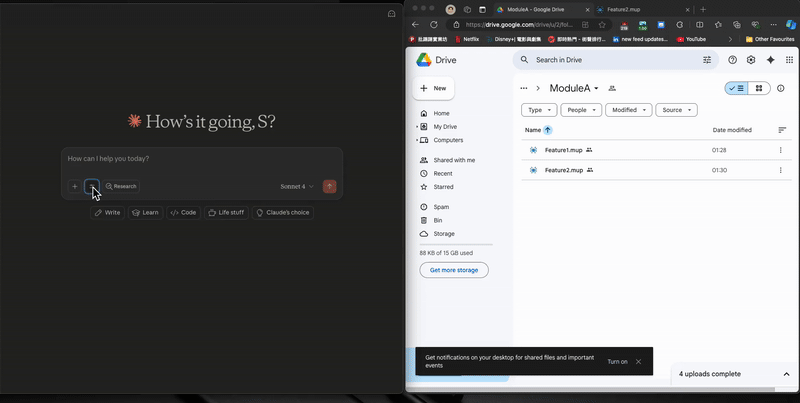 How's it going, S?
How can I help you today?
Research
Sonnet 4
Write
Learn
Code
Life stuff
Claude's choice
ModuleA - Google Drive
Feature2.mup
https://drive.google.com/drive/u/2/fol...
Netflix
new feed updates...
YouTube
Other Favourites
Drive
Search in Drive
New
Home
My Drive
Computers
Shared with me
Recent
Starred
Spam
Bin
Storage
88 KB of 15 GB used
Get more storage
ModuleA
Type
People
Modified
Source
Name
Date modified
Feature1.mup
01:28
Feature2.mup
01:30
Get notifications on your desktop for shared files and important
events
Turn on
4 uploads complete